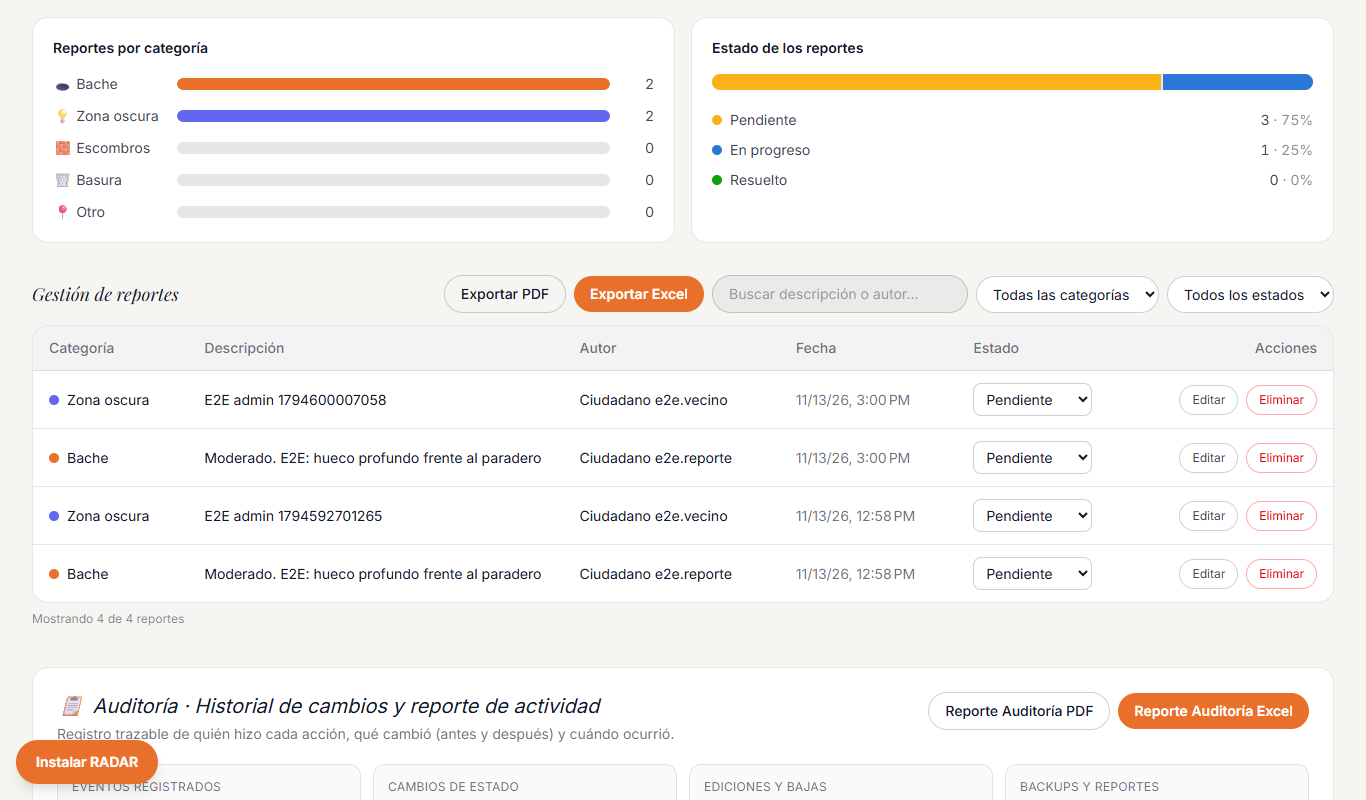 Reportes por categoría
Bache 2
Zona oscura 2
Escombros 0
Basura 0
Otro 0
Estado de los reportes
Pendiente 3 · 75%
En progreso 1 · 25%
Resuelto 0 · 0%
Gestión de reportes Exportar PDF Exportar Excel Buscar descripción o autor... Todas las categorías Todos los estados
Categoría Descripción Autor Fecha Estado Acciones
Zona oscura E2E admin 1794600007058 Ciudadano e2e.vecino 11/13/26, 3:00 PM Pendiente Editar Eliminar
Bache Moderado. E2E: hueco profundo frente al paradero Ciudadano e2e.reporte 11/13/26, 3:00 PM Pendiente Editar Eliminar
Zona oscura E2E admin 1794592701265 Ciudadano e2e.vecino 11/13/26, 12:58 PM Pendiente Editar Eliminar
Bache Moderado. E2E: hueco profundo frente al paradero Ciudadano e2e.reporte 11/13/26, 12:58 PM Pendiente Editar Eliminar
Mostrando 4 de 4 reportes
Auditoría · Historial de cambios y reporte de actividad Reporte Auditoría PDF Reporte Auditoría Excel
Registro trazable de quién hizo cada acción, qué cambió (antes y después) y cuándo ocurrió.
Instalar RADAR
EVENTOS REGISTRADOS CAMBIOS DE ESTADO EDICIONES Y BAJAS BACKUPS Y REPORTES